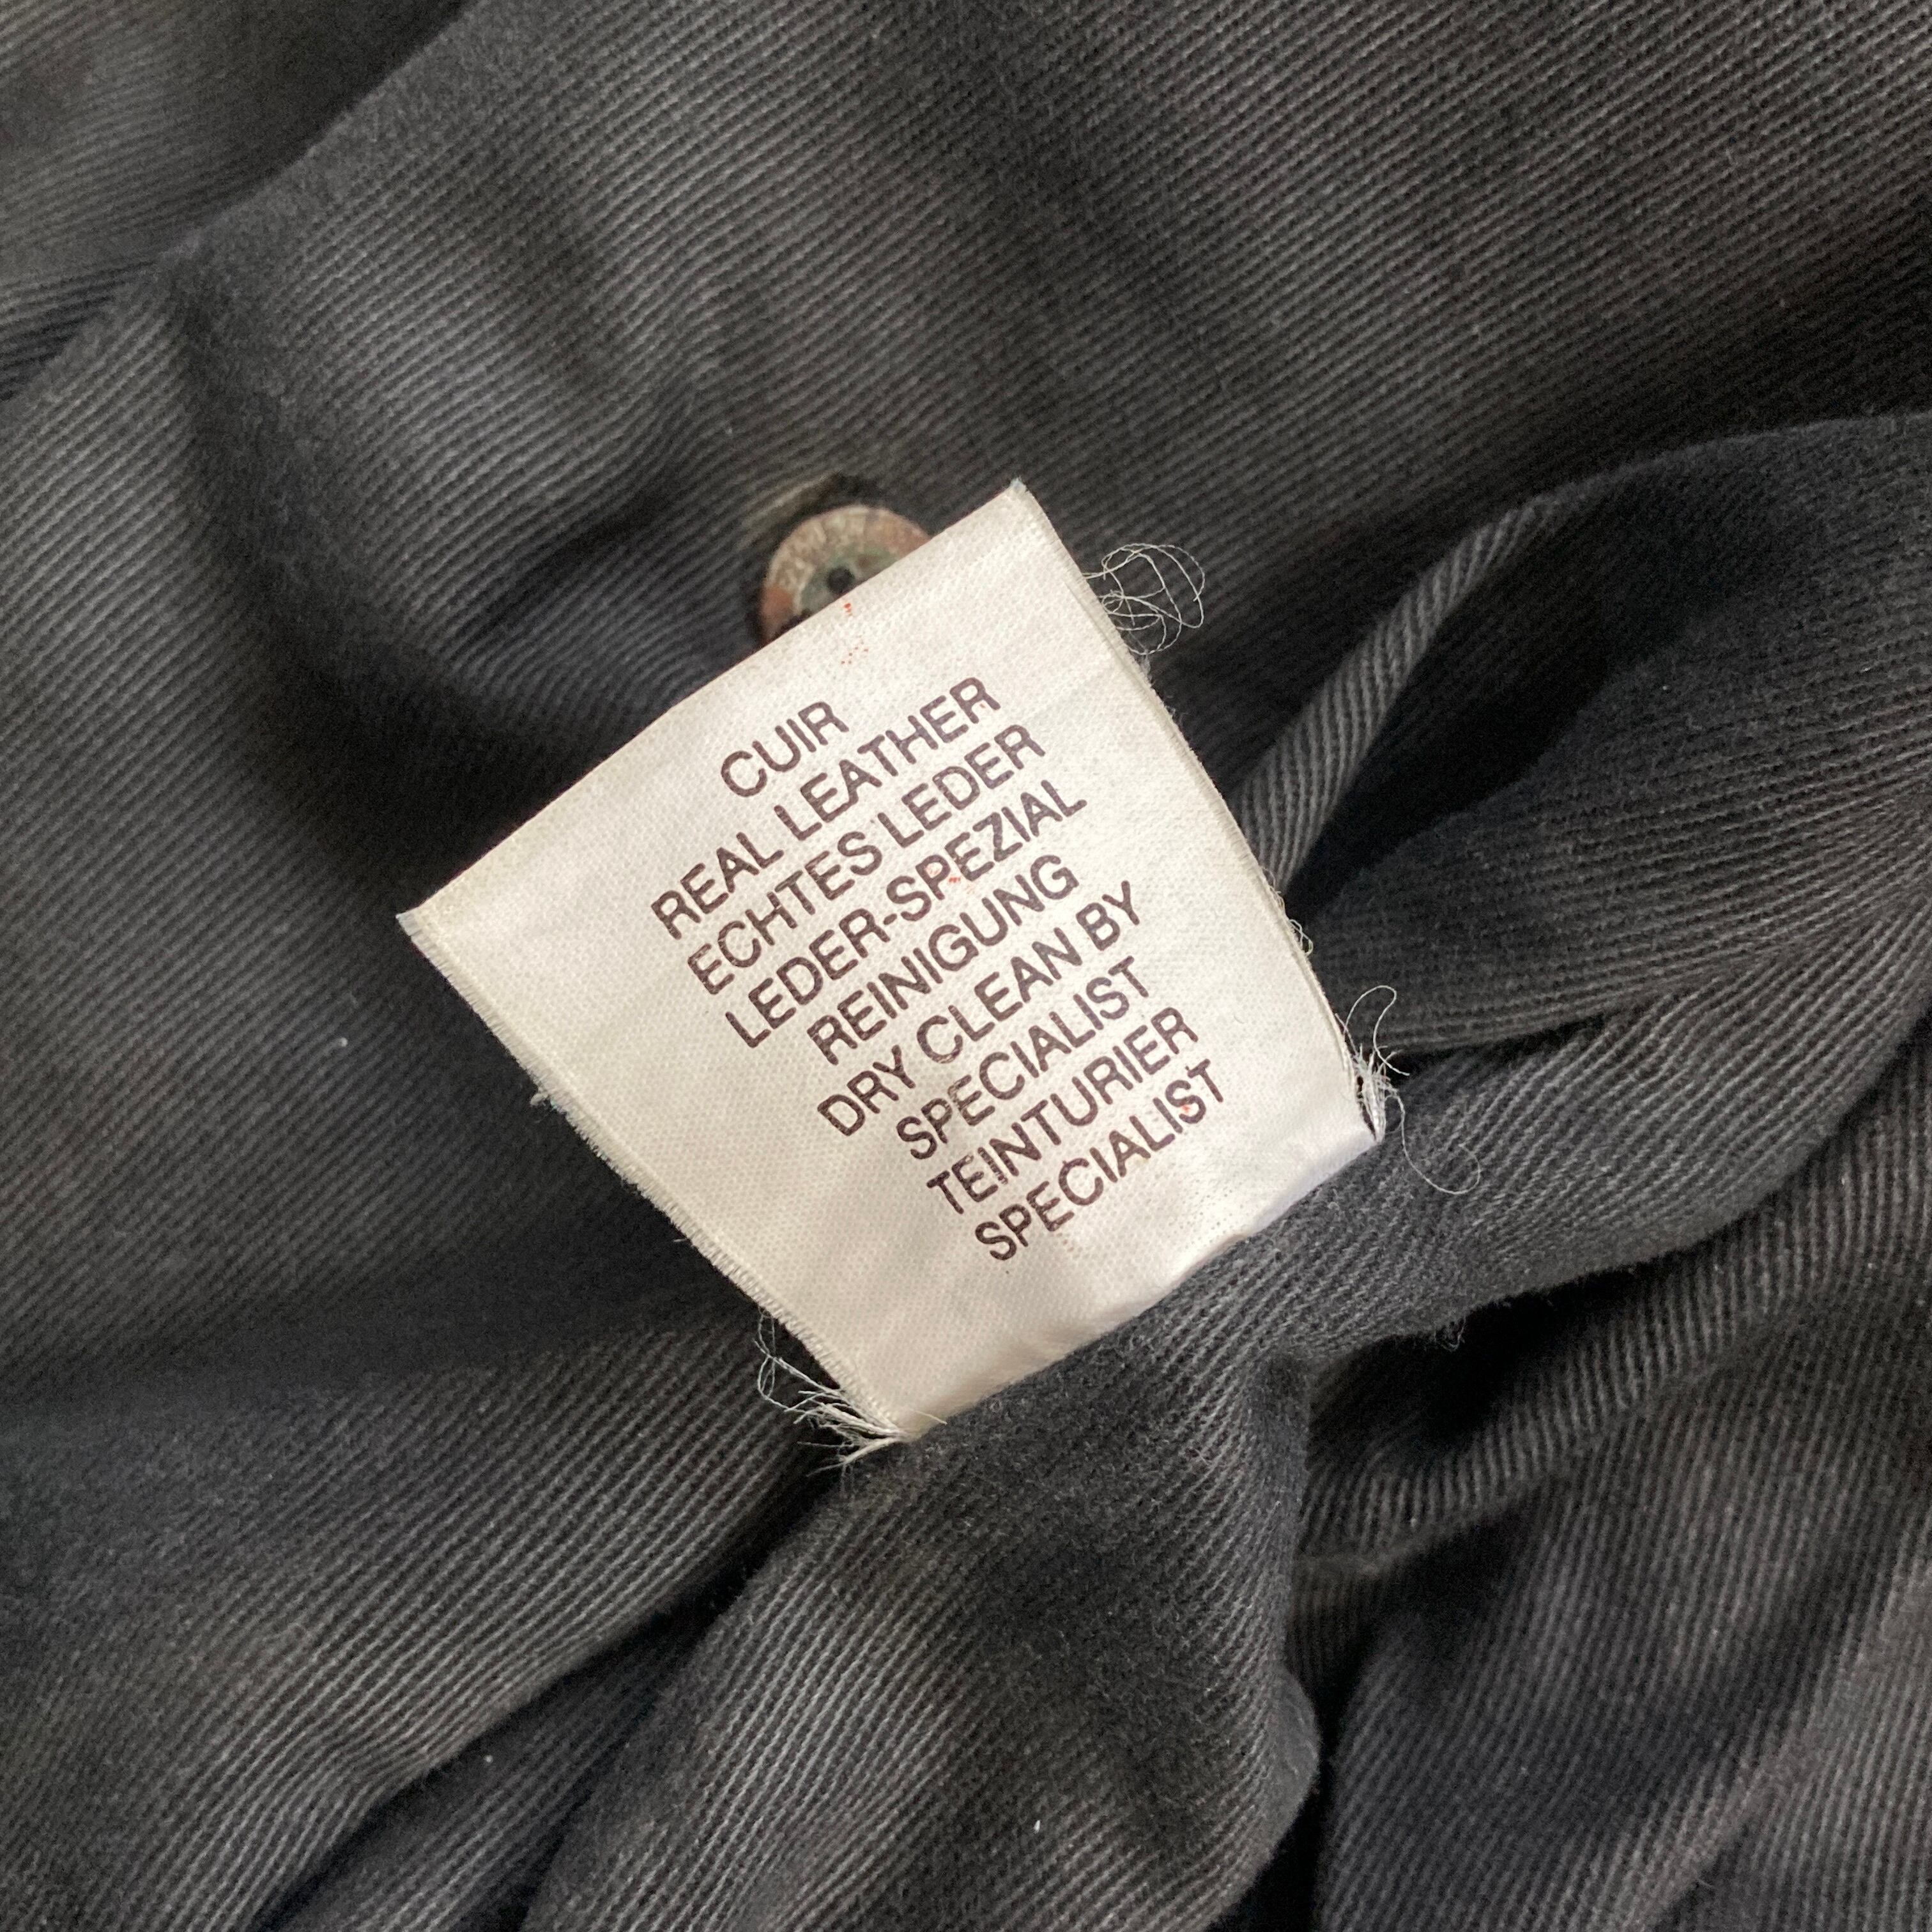 CUIR
REAL LEATHER
ECHTES LEDER
LEDER-SPEZIAL
REINIGUNG
DRY CLEAN BY
SPECIALIST
TEINTURIER
SPECIALIST